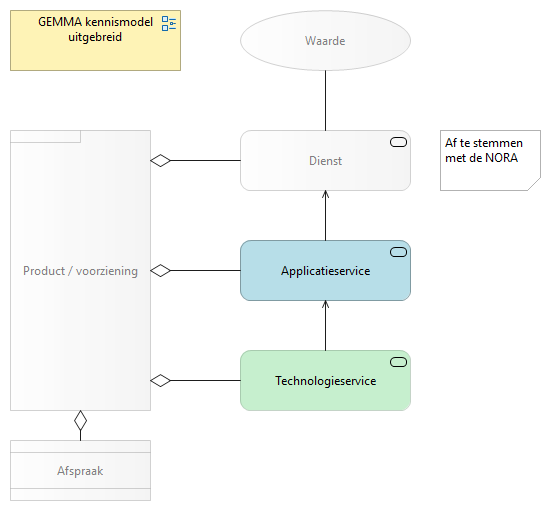 GEMMA kennismodel
uitgebreid
Waarde
Dienst
Af te stemmen
met de NORA
Product / voorziening
Applicatieservice
Technologieservice
Afspraak